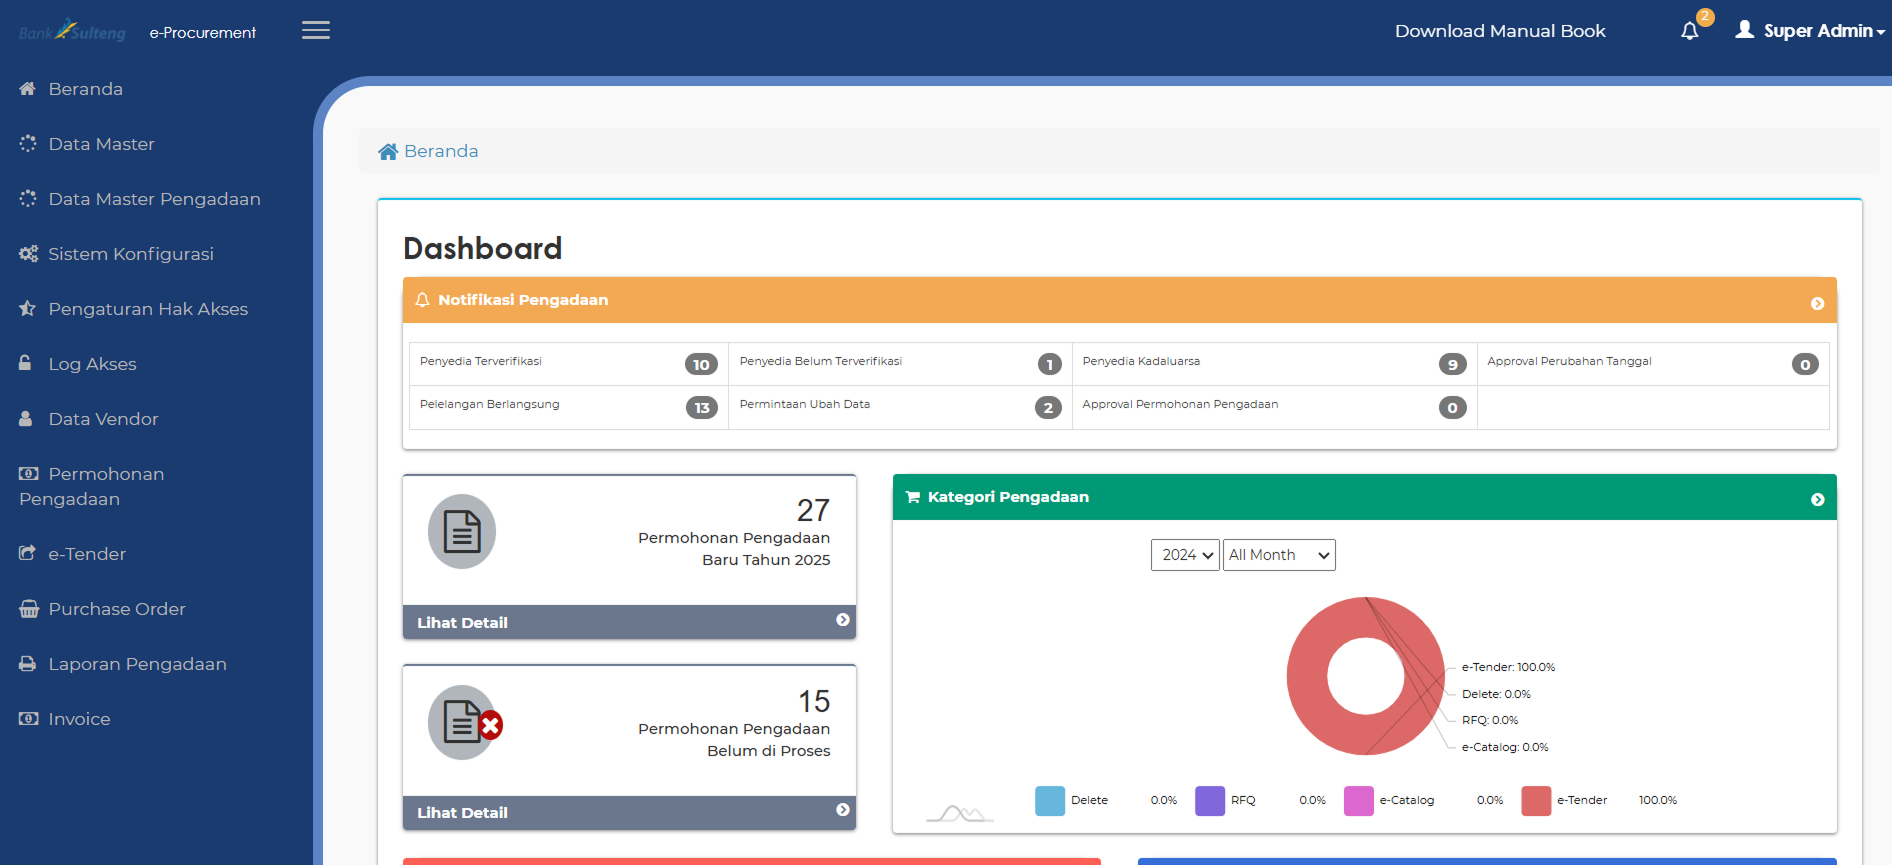 Bank Sulteng
e-Procurement
Download Manual Book
2
Super Admin
Beranda
Data Master
Data Master Pengadaan
Sistem Konfigurasi
Pengaturan Hak Akses
Log Akses
Data Vendor
Permohonan
Pengadaan
e-Tender
Purchase Order
Laporan Pengadaan
Invoice
Beranda
Dashboard
Notifikasi Pengadaan
Penyedia Terverifikasi 10
Penyedia Belum Terverifikasi 1
Penyedia Kadaluarsa 9
Approval Perubahan Tanggal 0
Pelelangan Berlangsung 13
Permintaan Ubah Data 2
Approval Permohonan Pengadaan 0
27
Permohonan Pengadaan
Baru Tahun 2025
Lihat Detail
15
Permohonan Pengadaan
Belum di Proses
Lihat Detail
Kategori Pengadaan
2024
All Month
e-Tender: 100.0%
Delete: 0.0%
RFQ: 0.0%
e-Catalog: 0.0%
Delete 0.0% RFQ 0.0% e-Catalog 0.0% e-Tender 100.0%